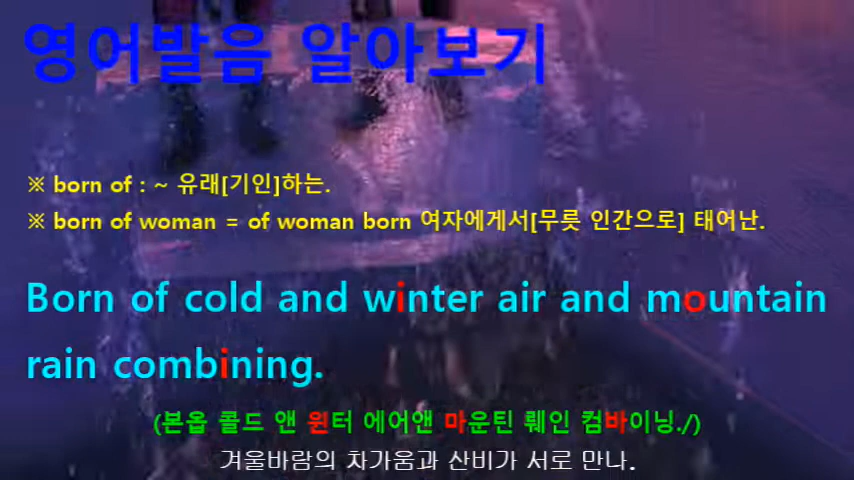 영어발음 알아보기
※ born of : ~ 유래[기인]하는.
※ born of woman = of woman born 여자에게서[무릇 인간으로] 태어난.
Born of cold and winter air and mountain
rain combining.
(본옵 콜드 앤 윈터 에어앤 마운틴 뤠인 컴바이닝./)
겨울바람의 차가움과 산비가 서로 만나.